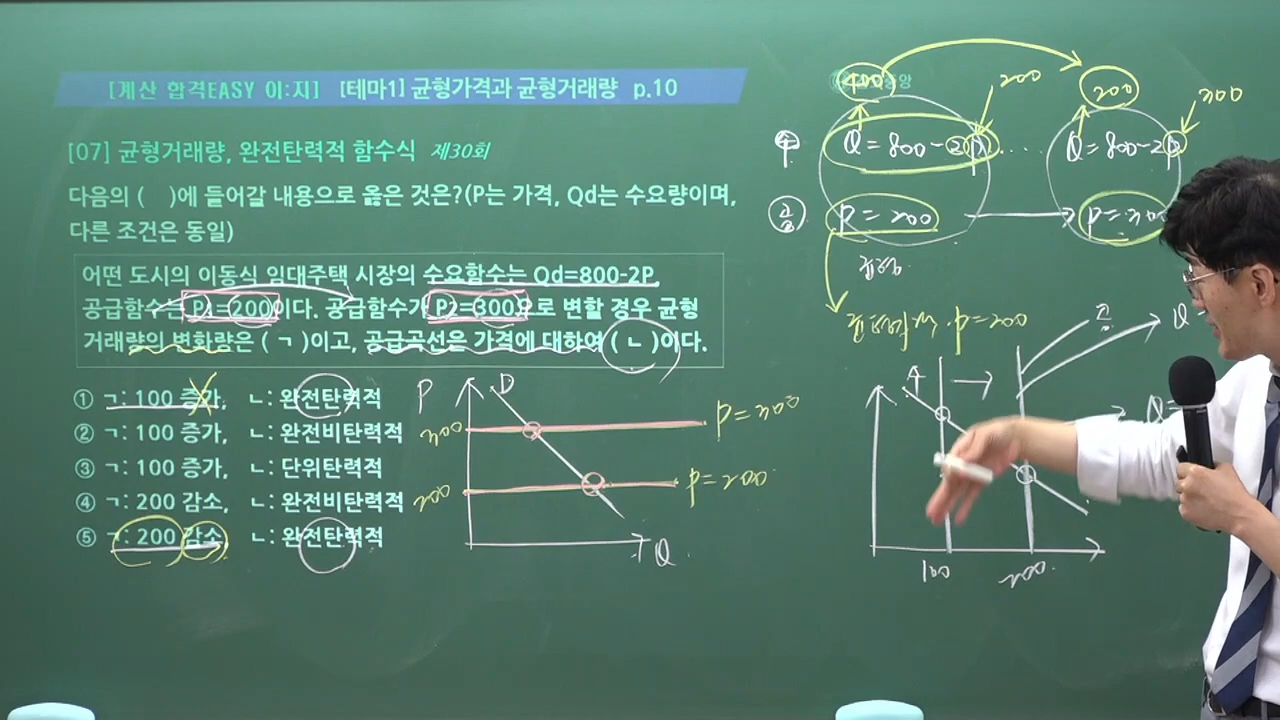 [계산 합격EASY 이:지] [테마1] 균형가격과 균형거래량 p.10
[07] 균형거래량, 완전탄력적 함수식 제30회
다음의 ( )에 들어갈 내용으로 옳은 것은?(P는 가격, Qd는 수요량이며,
다른 조건은 동일)
어떤 도시의 이동식 임대주택 시장의 수요함수는 Qd=800-2P,
공급함수는 P1=200이다. 공급함수가 P2=300으로 변할 경우 균형
거래량의 변화량은 ( ㄱ )이고, 공급곡선은 가격에 대하여 ( ㄴ )이다.
① ㄱ: 100 증가, ㄴ: 완전탄력적
② ㄱ: 100 증가, ㄴ: 완전비탄력적
③ ㄱ: 100 증가, ㄴ: 단위탄력적
④ ㄱ: 200 감소, ㄴ: 완전비탄력적
⑤ ㄱ: 200 감소, ㄴ: 완전탄력적
P D
300 P=300
200 P=200
Q
400 200 200 300
수 Q=800-2P Q=800-2P
공 P=200 P=300
P=200
수 공 Q
Q=
100 200